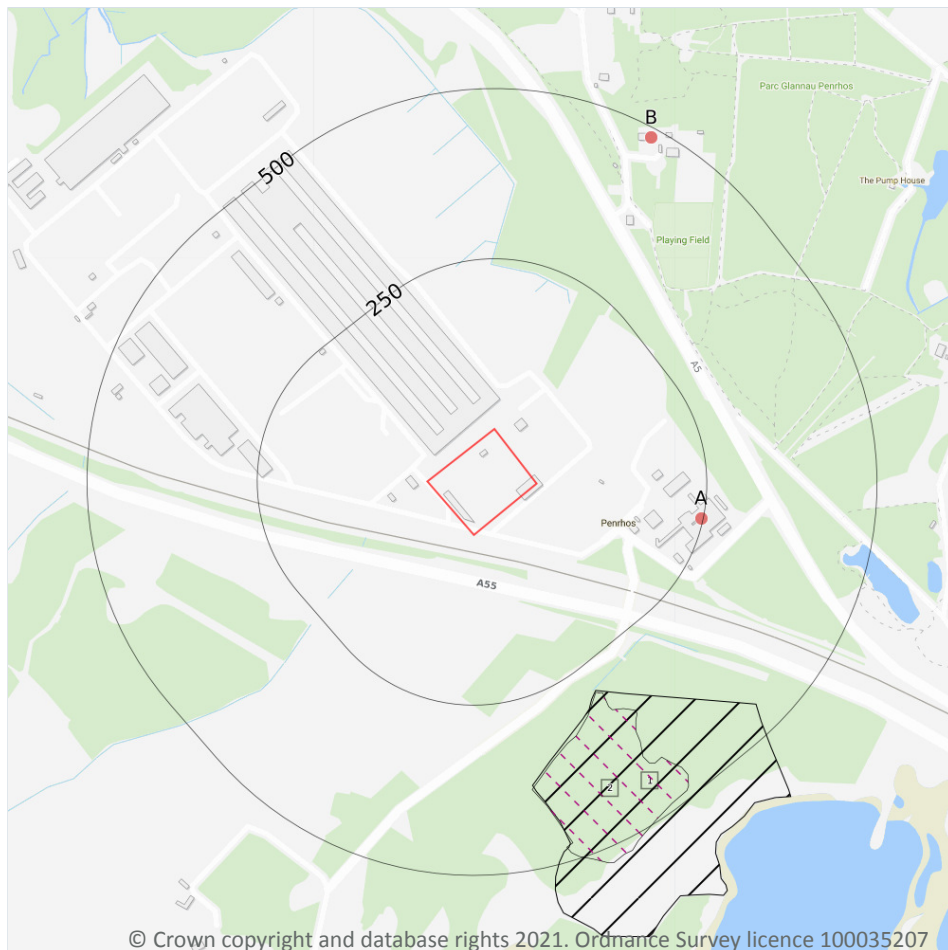 B
Parc Glannau Penrhos
The Pump House
500
Playing Field
250
A5
A
Penrhos
A55
1
2
© Crown copyright and database rights 2021. Ordnance Survey licence 100035207